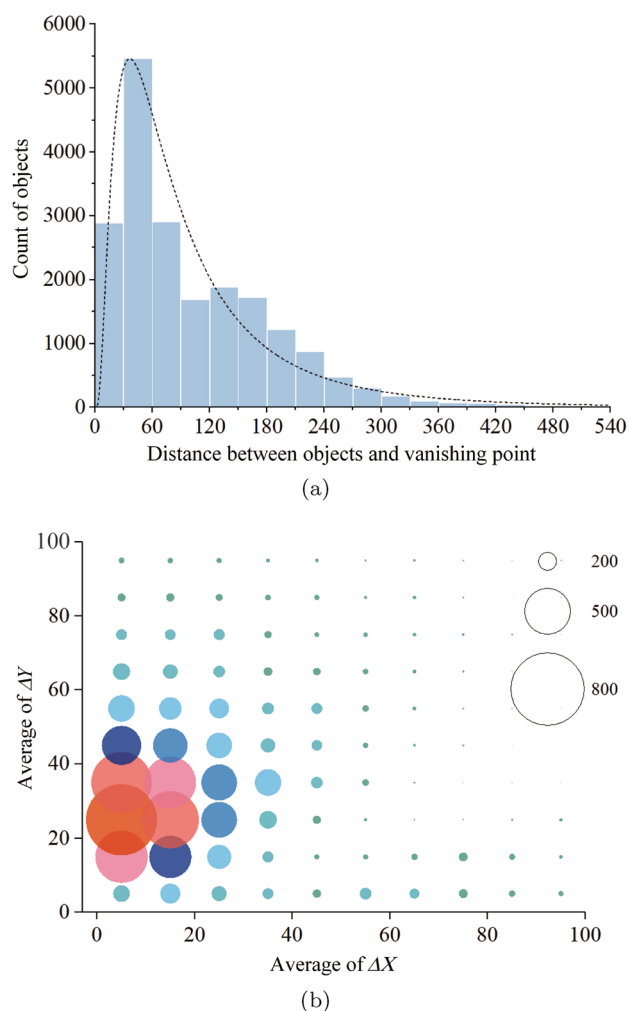 6000
5000
4000
3000
2000
1000
0
Count of objects
0 60 120 180 240 300 360 420 480 540
Distance between objects and vanishing point
(a)
100
80
60
40
20
0
Average of ΔY
200
500
800
0 20 40 60 80 100
Average of ΔX
(b)